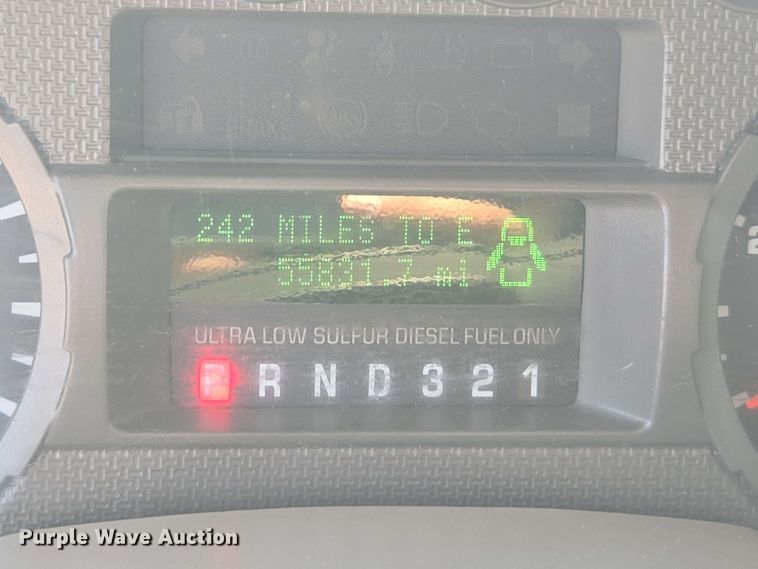 BRAKE
242 MILES TO E
55831.7 mi
ULTRA LOW SULFUR DIESEL FUEL ONLY
P R N D 3 2 1
2
Purple Wave Auction